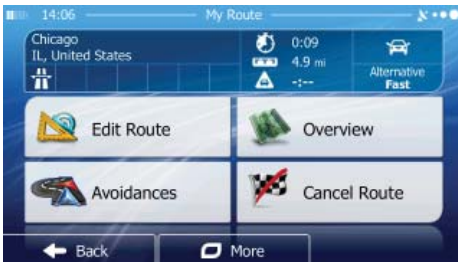 14:06 My Route
Chicago
IL, United States
0:09
4.9 mi
-:--
Alternative
Fast
Edit Route
Overview
Avoidances
Cancel Route
Back
More